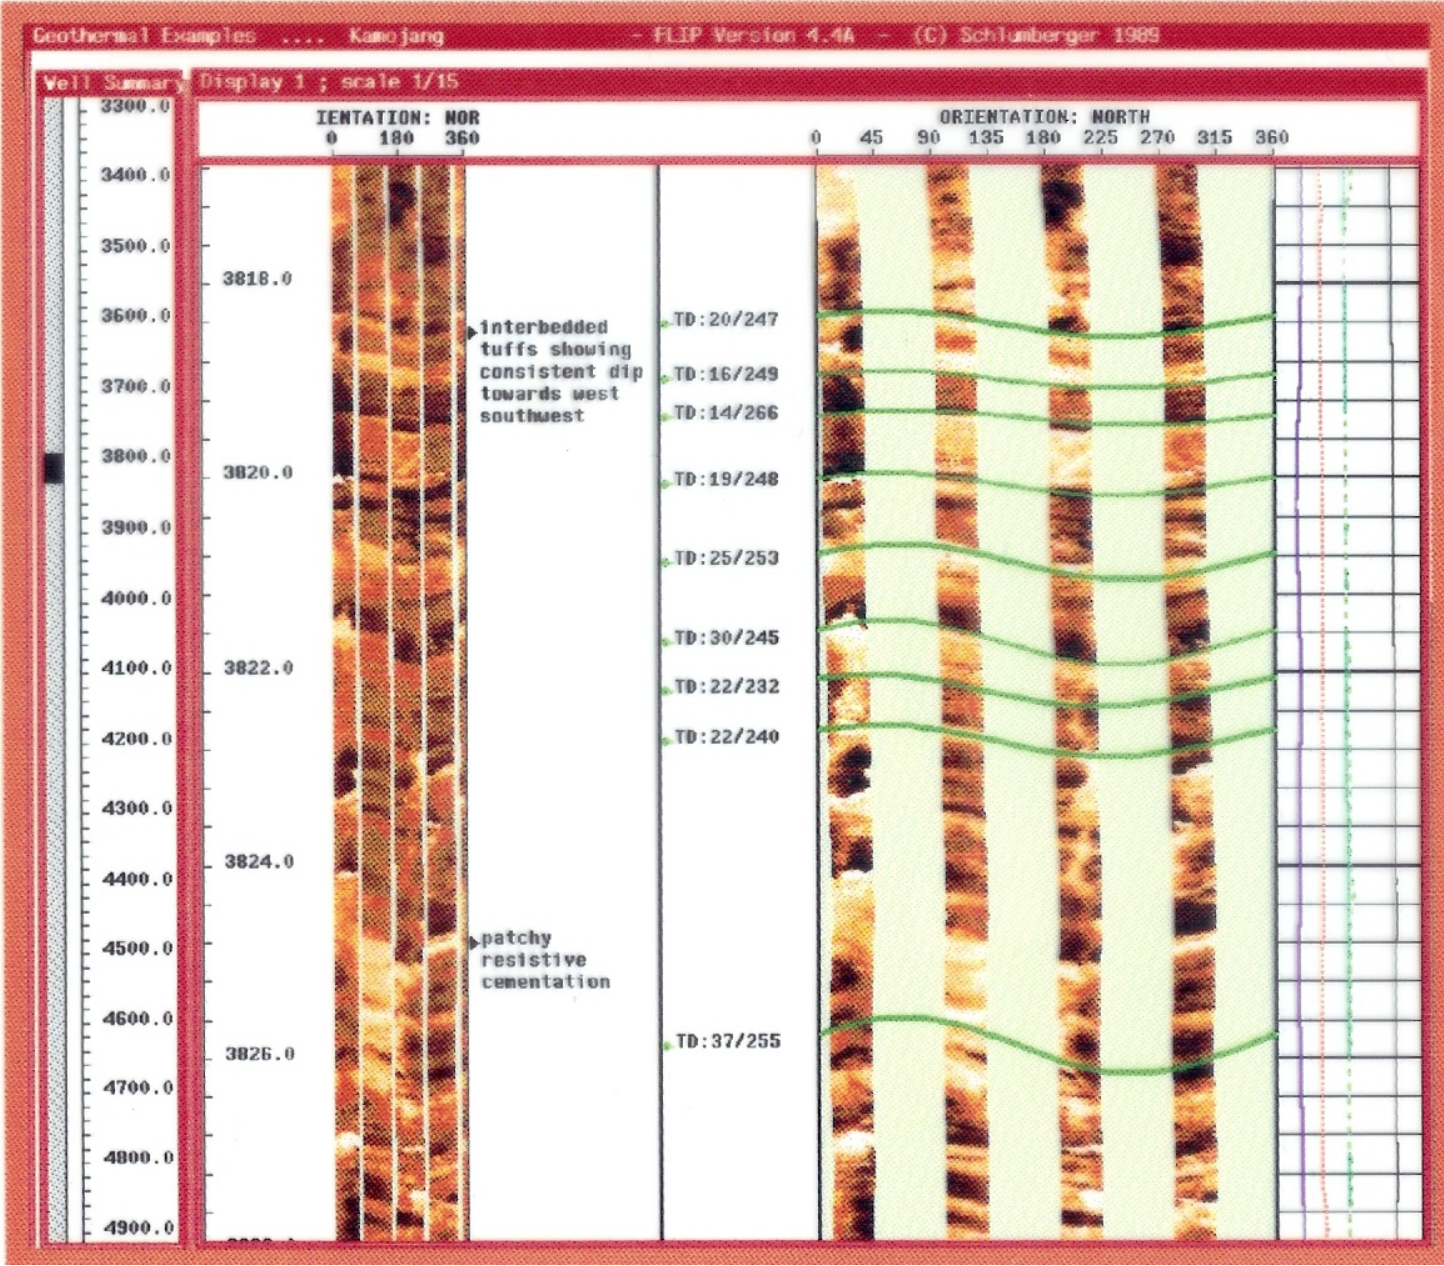 Geothermal Examples .... Kamojang - FLIP Version 4.4A - (C) Schlumberger 1989
Well Summary
Display 1 ; scale 1/15
IENTATION: NOR
0 180 360
ORIENTATION: NORTH
0 45 90 135 180 225 270 315 360
3300.0
3400.0
3500.0
3600.0
3700.0
3800.0
3900.0
4000.0
4100.0
4200.0
4300.0
4400.0
4500.0
4600.0
4700.0
4800.0
4900.0
3818.0
3820.0
3822.0
3824.0
3826.0
interbedded
tuffs showing
consistent dip
towards west
southwest
patchy
resistive
cementation
TD:20/247
TD:16/249
TD:14/266
TD:19/248
TD:25/253
TD:30/245
TD:22/232
TD:22/240
TD:37/255